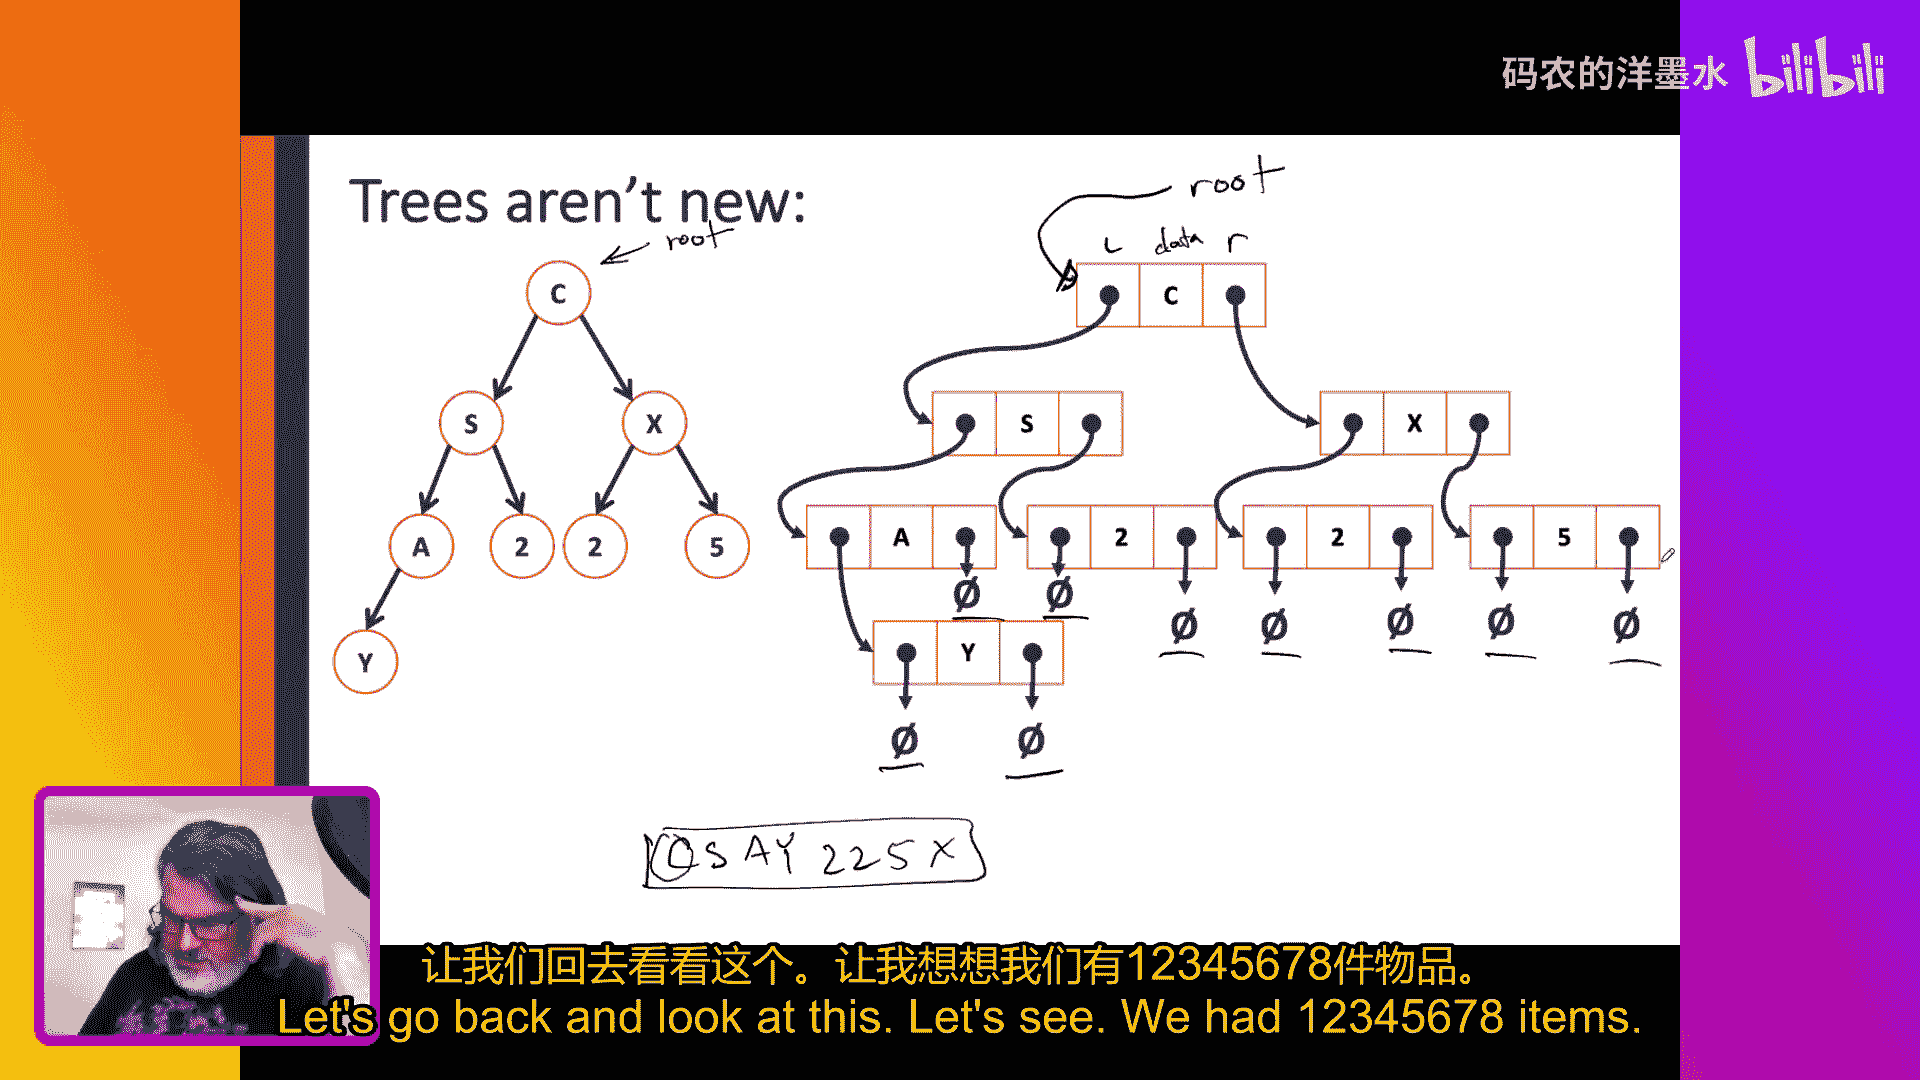 码农的洋墨水 bilibili
Trees aren’t new:
root
root
L data r
C
C
S
X
S
X
A
2
2
5
A
2
2
5
Ø
Ø
Ø
Ø
Ø
Ø
Ø
Y
Y
Ø
Ø
C S A Y 2 2 5 X
让我们回去看看这个。让我想想我们有12345678件物品。
Let's go back and look at this. Let's see. We had 12345678 items.